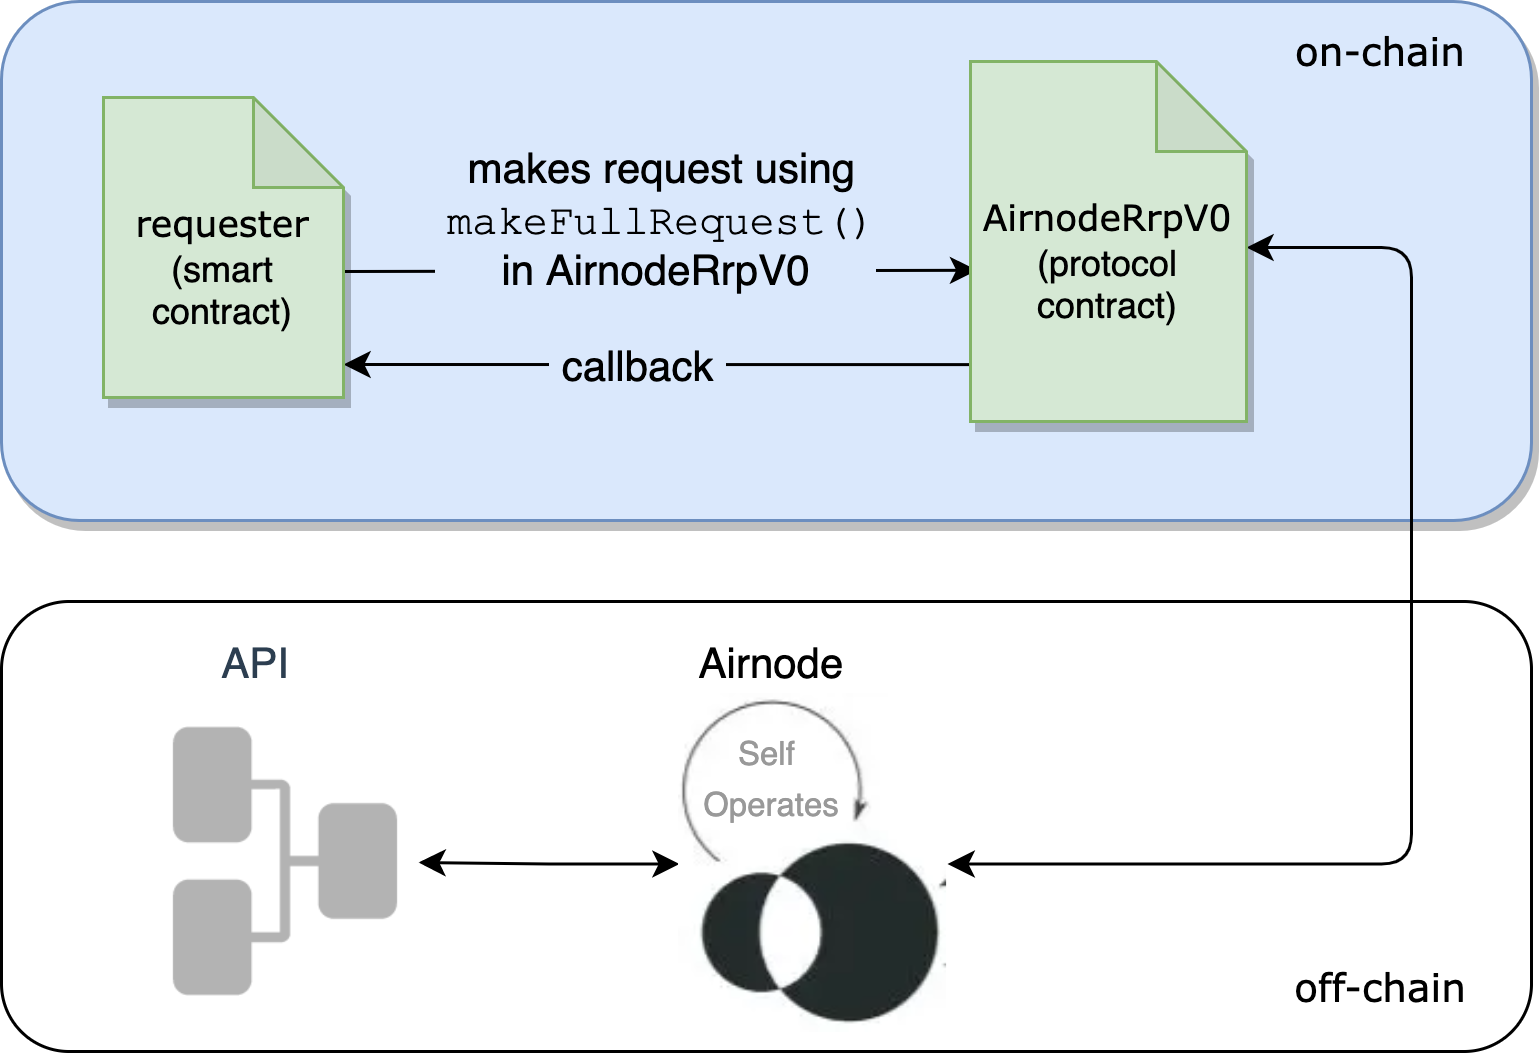 on-chain
requester
(smart
contract)
makes request using
makeFullRequest()
in AirnodeRrpV0
callback
AirnodeRrpV0
(protocol
contract)
API
Airnode
Self
Operates
off-chain